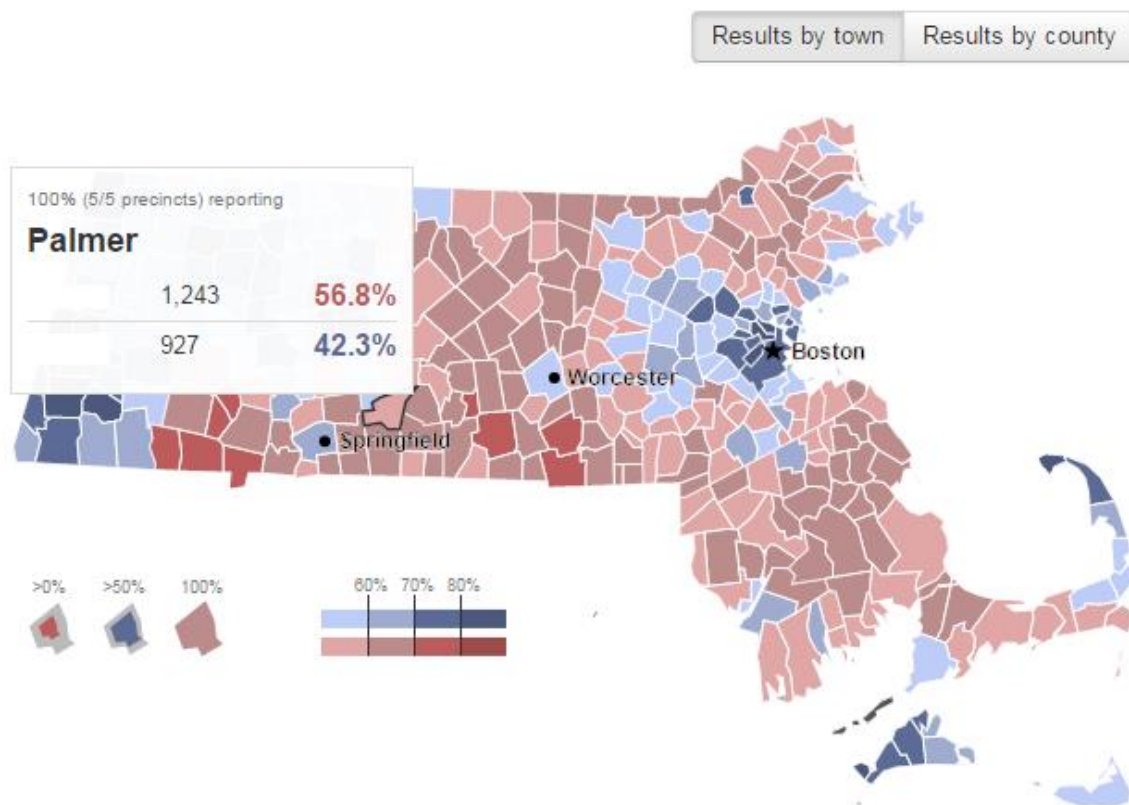 Results by town Results by county
100% (5/5 precincts) reporting
Palmer
1,243 56.8%
927 42.3%
Boston
Worcester
Springfield
>0% >50% 100%
60% 70% 80%